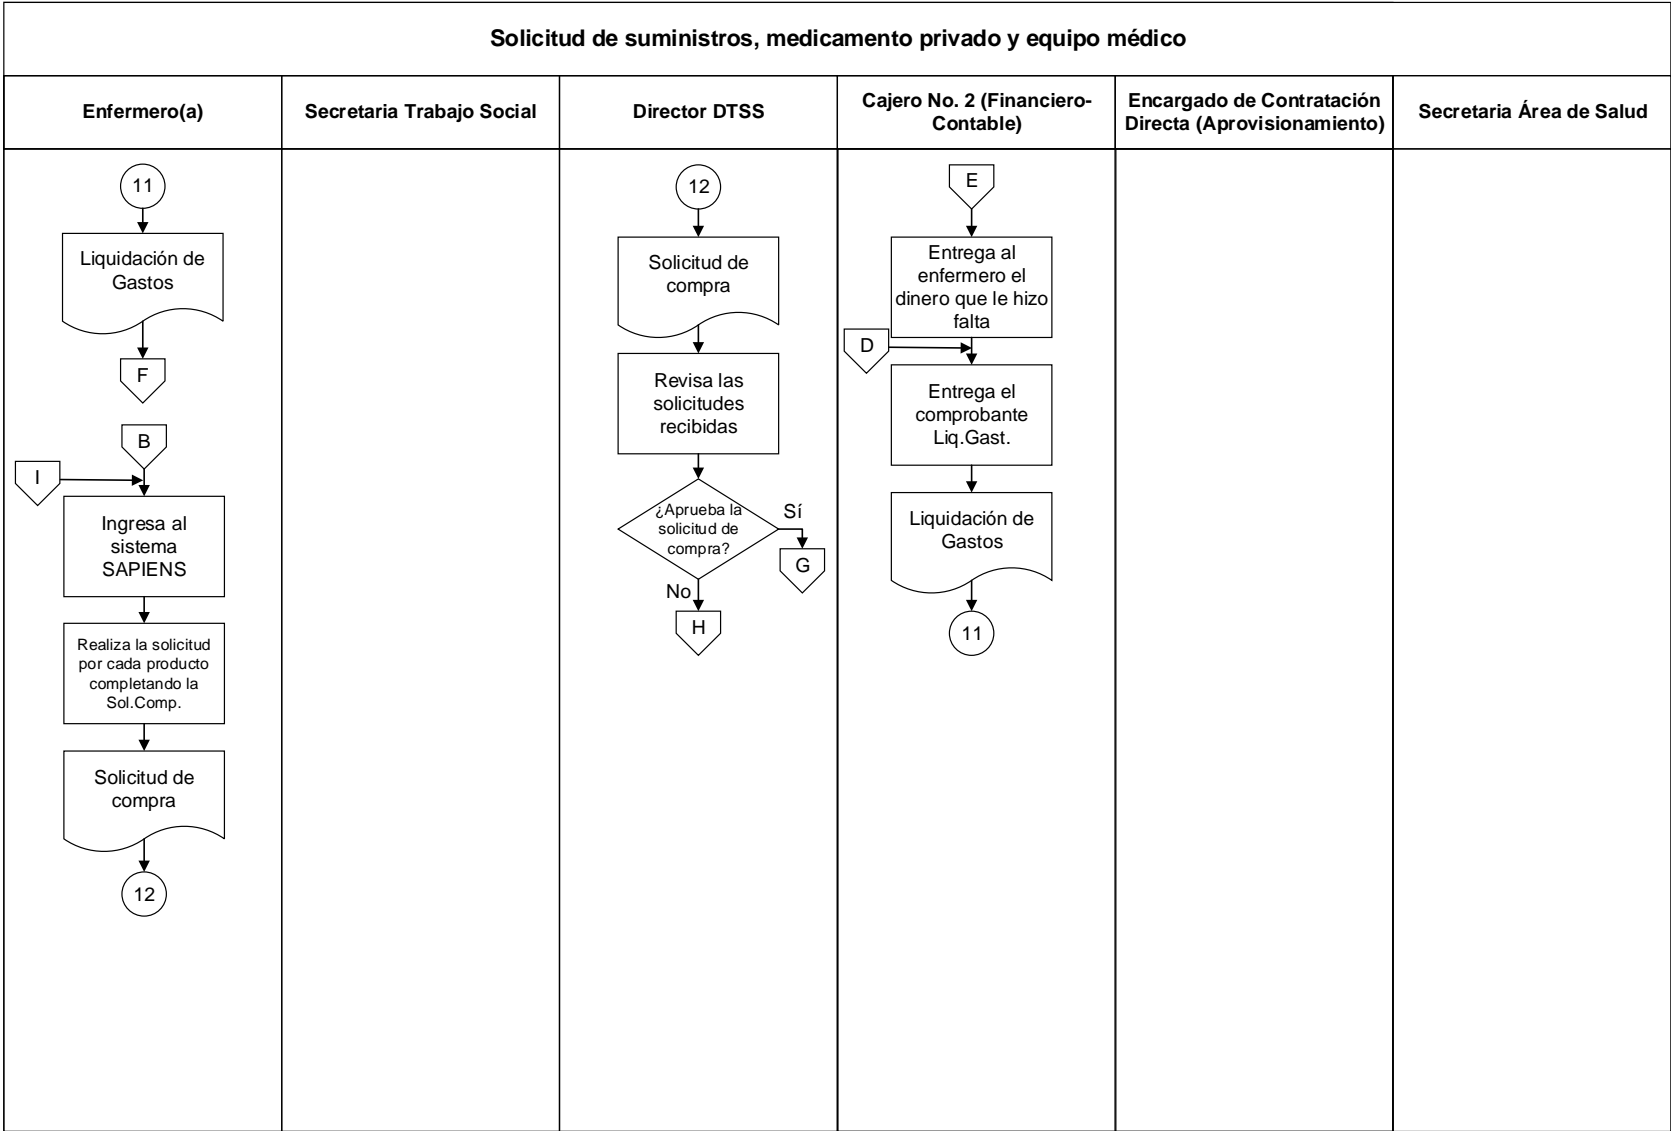 Solicitud de suministros, medicamento privado y equipo médico
Enfermero(a)
Secretaria Trabajo Social
Director DTSS
Cajero No. 2 (Financiero-
Contable)
Encargado de Contratación
Directa (Aprovisionamiento)
Secretaria Área de Salud
11
Liquidación de
Gastos
F
B
I
Ingresa al
sistema
SAPIENS
Realiza la solicitud
por cada producto
completando la
Sol.Comp.
Solicitud de
compra
12
12
Solicitud de
compra
Revisa las
solicitudes
recibidas
¿Aprueba la
solicitud de
compra?
Sí
G
No
H
E
Entrega al
enfermero el
dinero que le hizo
falta
D
Entrega el
comprobante
Liq.Gast.
Liquidación de
Gastos
11